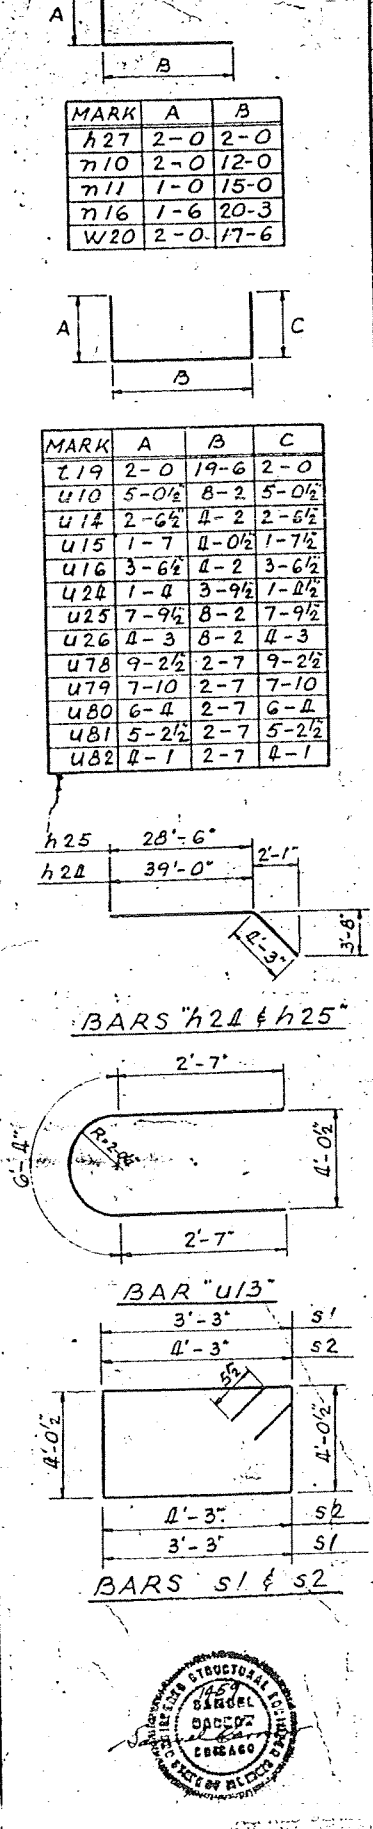 A
B
MARK A B
h27 2-0 2-0
n10 2-0 12-0
n11 1-0 15-0
n16 1-6 20-3
W20 2-0 17-6
A C
B
MARK A B C
t19 2-0 19-6 2-0
u10 5-0½" 8-2 5-0½"
u14 2-6½" 4-2 2-6½"
u15 1-7 4-0½" 1-7½"
u16 3-6½" 4-2 3-6½"
u24 1-4 3-9½" 1-4½"
u25 7-9½" 8-2 7-9½"
u26 4-3 8-2 4-3
u78 9-2½" 2-7 9-2½"
u79 7-10 2-7 7-10
u80 6-4 2-7 6-4
u81 5-2½" 2-7 5-2½"
u82 4-1 2-7 4-1
h25 28'-6"
2'-1"
h24 39'-0"
4'-3"
3'-8"
BARS "h24 & h25"
2'-7"
6'-4"
4'-0½"
2'-7"
BAR "u13"
3'-3" s1
4'-3" s2
4'-0½"
4'-0½"
4'-3" s2
3'-3" s1
BARS s1 & s2
STRUCTURAL
1459
SAMUEL
CHICAGO